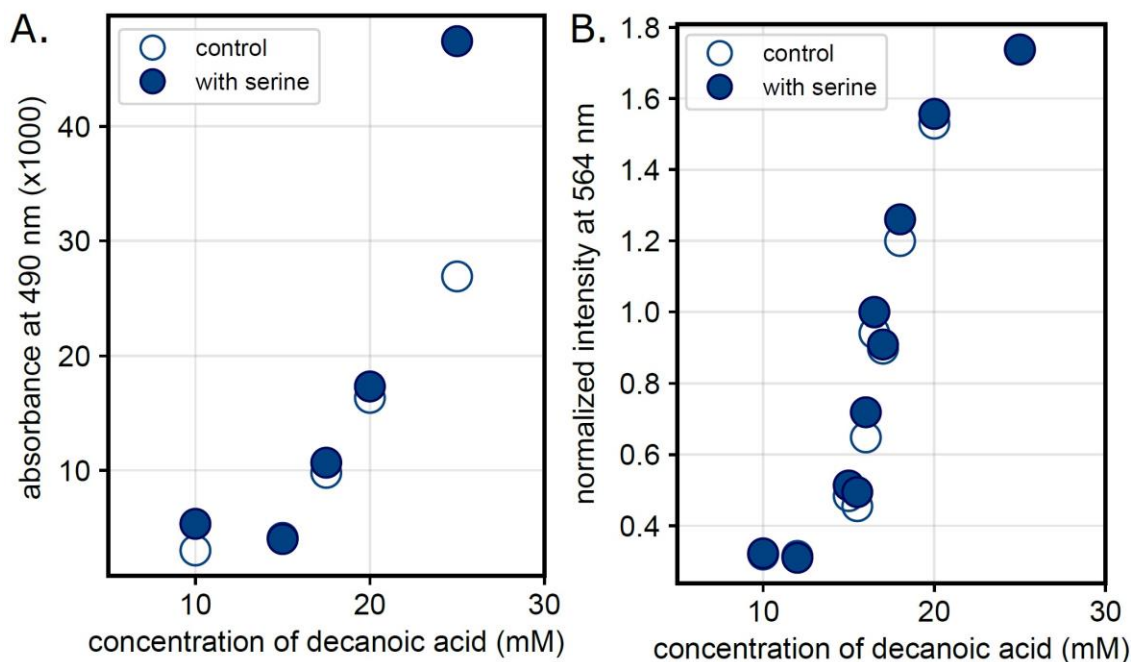 A.
control
with serine
absorbance at 490 nm (x1000)
40
30
20
10
10
20
30
concentration of decanoic acid (mM)
B.
control
with serine
normalized intensity at 564 nm
1.8
1.6
1.4
1.2
1.0
0.8
0.6
0.4
10
20
30
concentration of decanoic acid (mM)